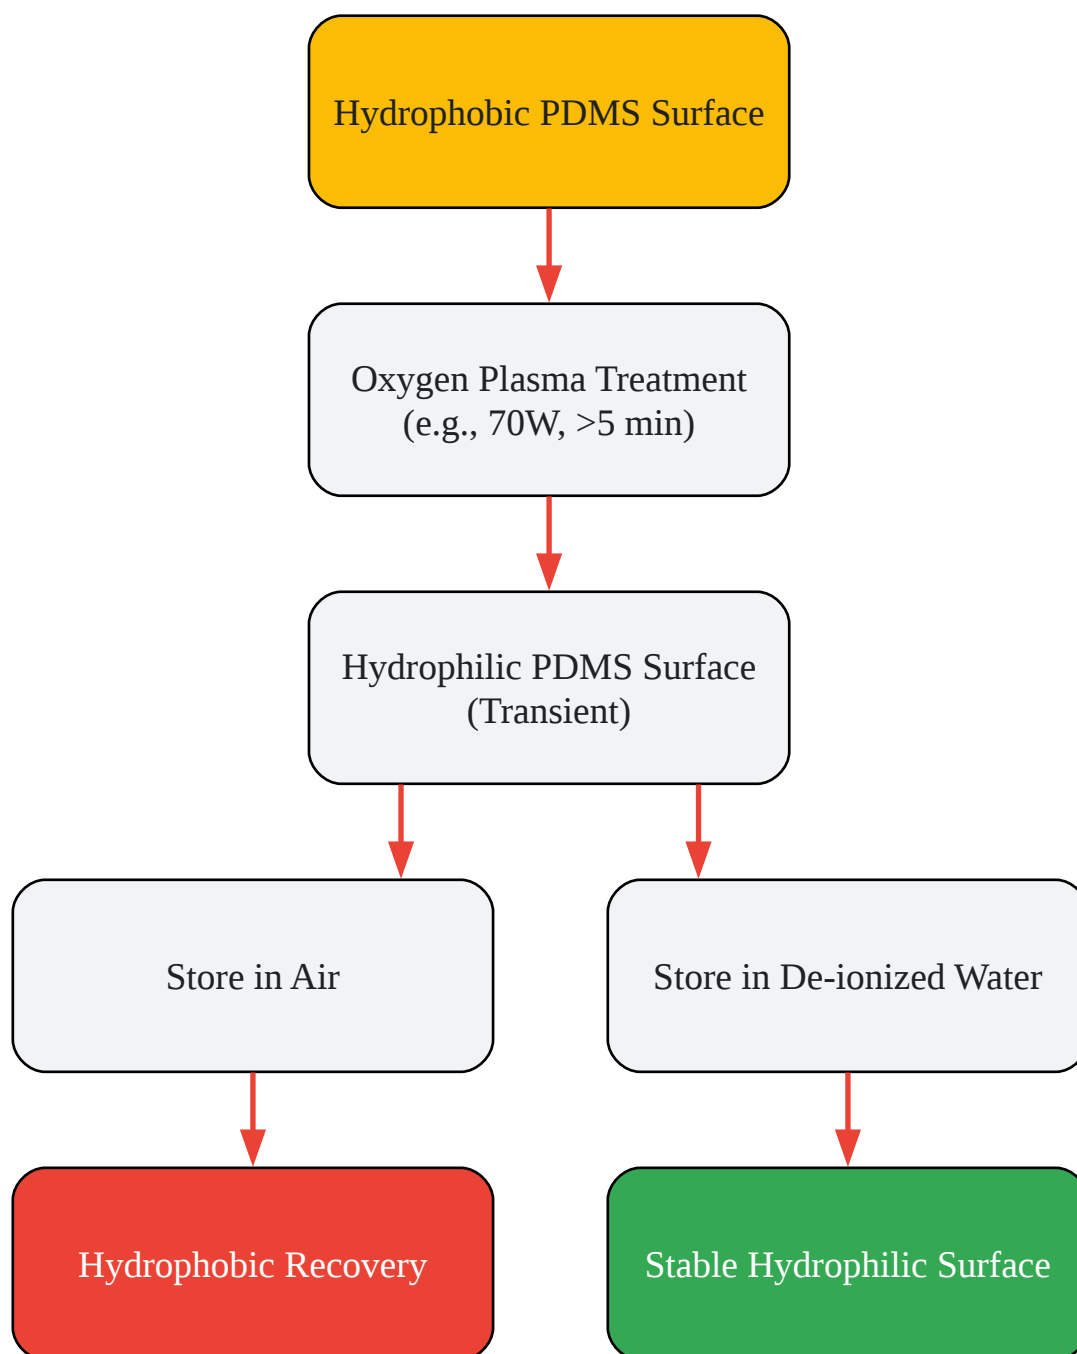 Hydrophobic PDMS Surface
Oxygen Plasma Treatment
(e.g., 70W, >5 min)
Hydrophilic PDMS Surface
(Transient)
Store in Air
Store in De-ionized Water
Hydrophobic Recovery
Stable Hydrophilic Surface